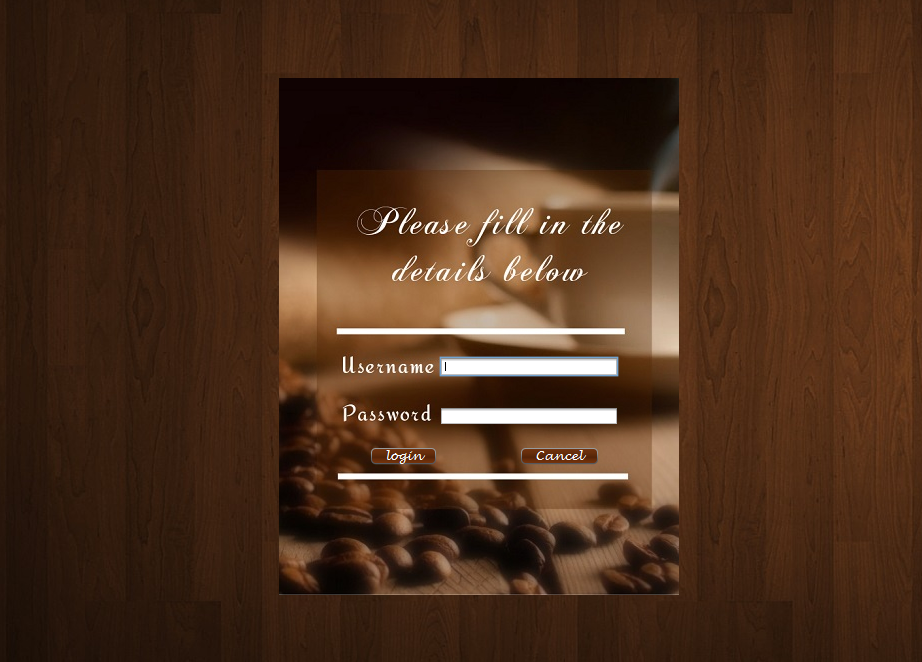 Please fill in the
details below
Username
Password
login Cancel